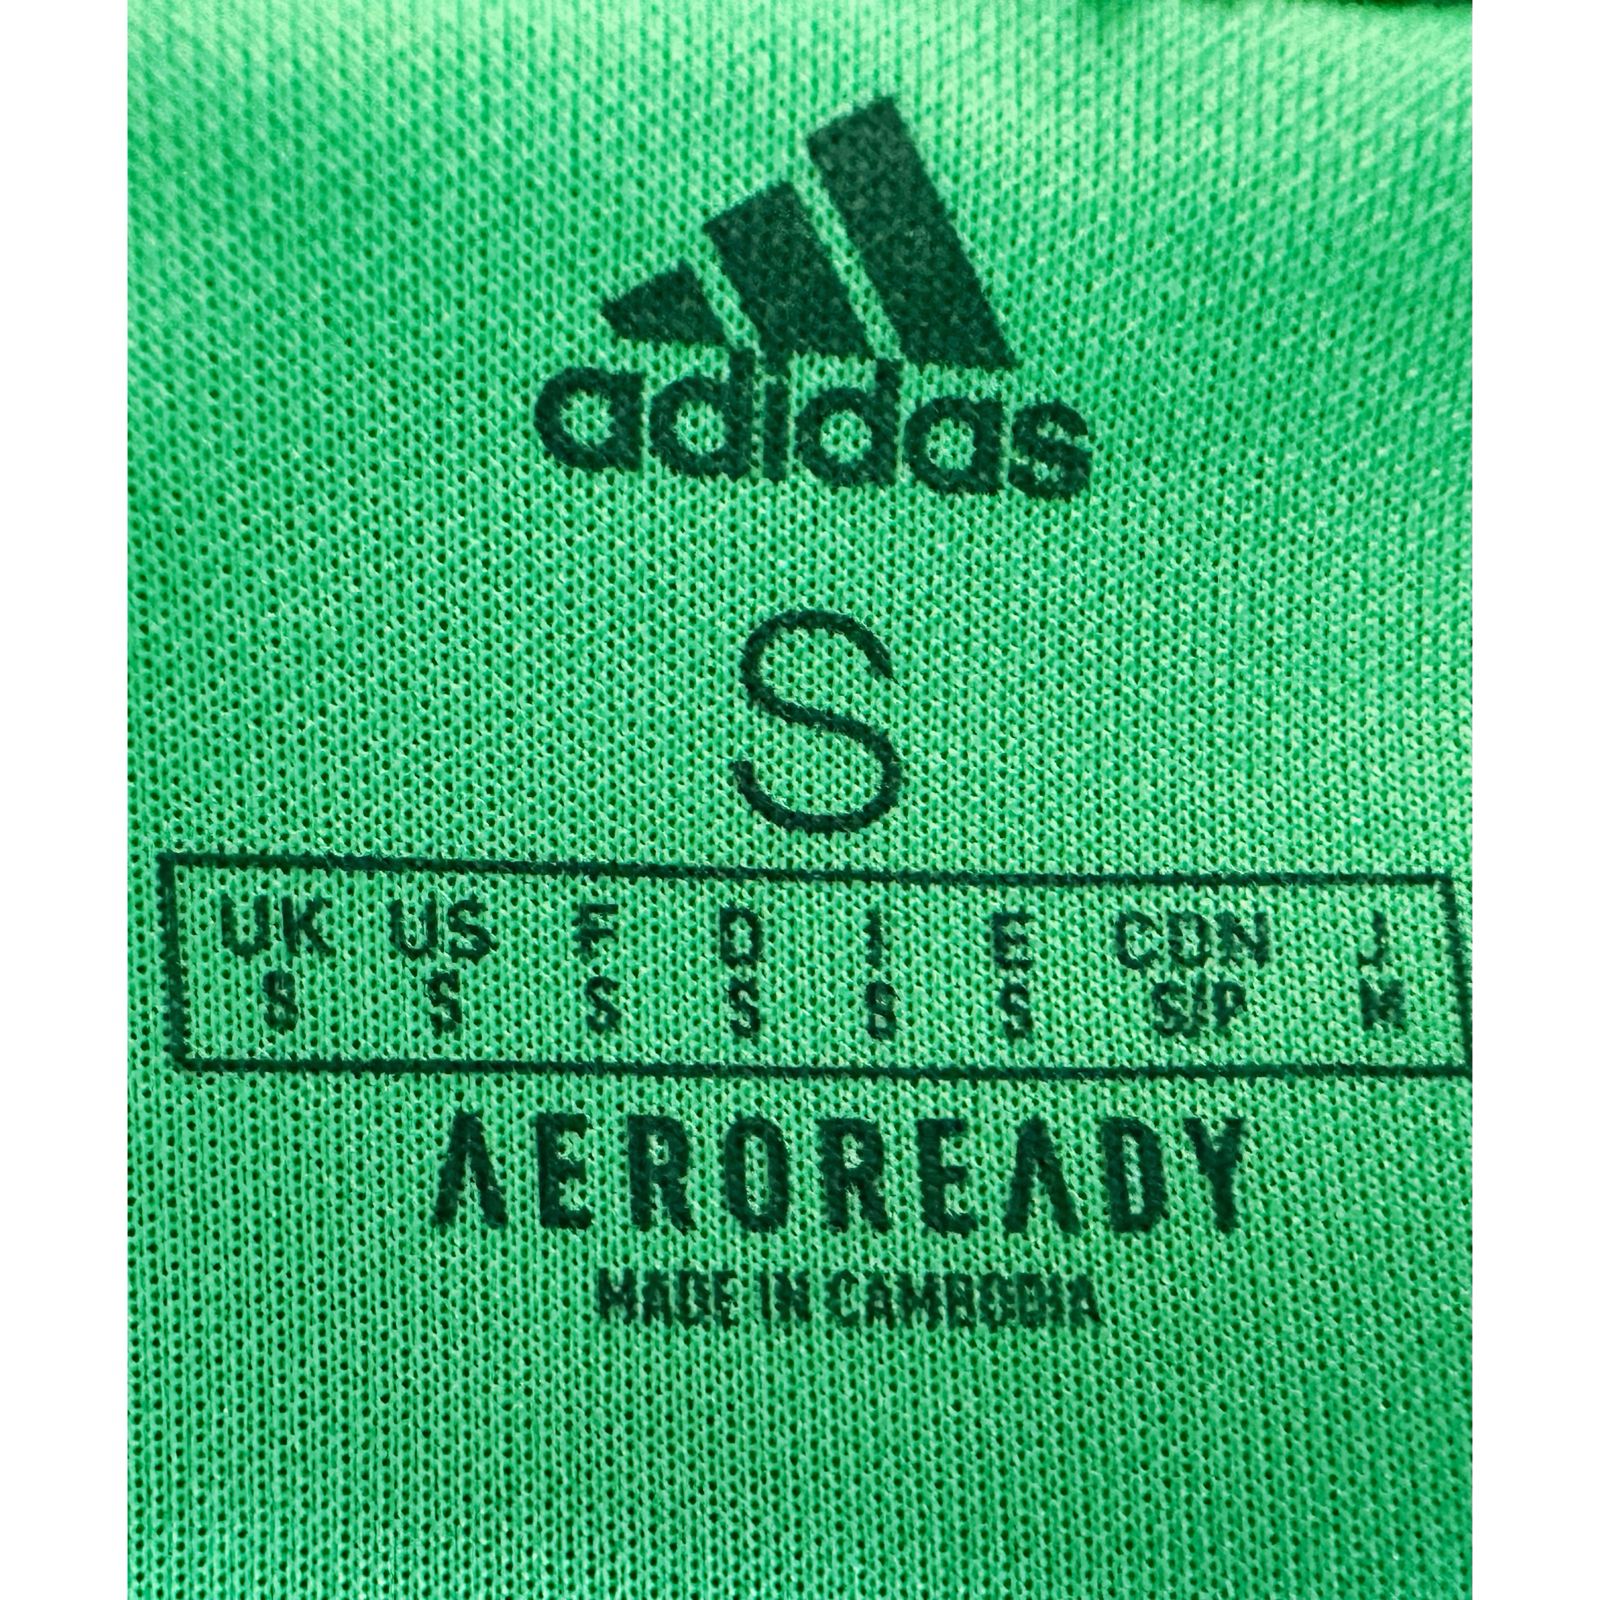 adidas
S
UK US F D I E CDN J
S S S S S S S/P M
AEROREADY
MADE IN CAMBODIA